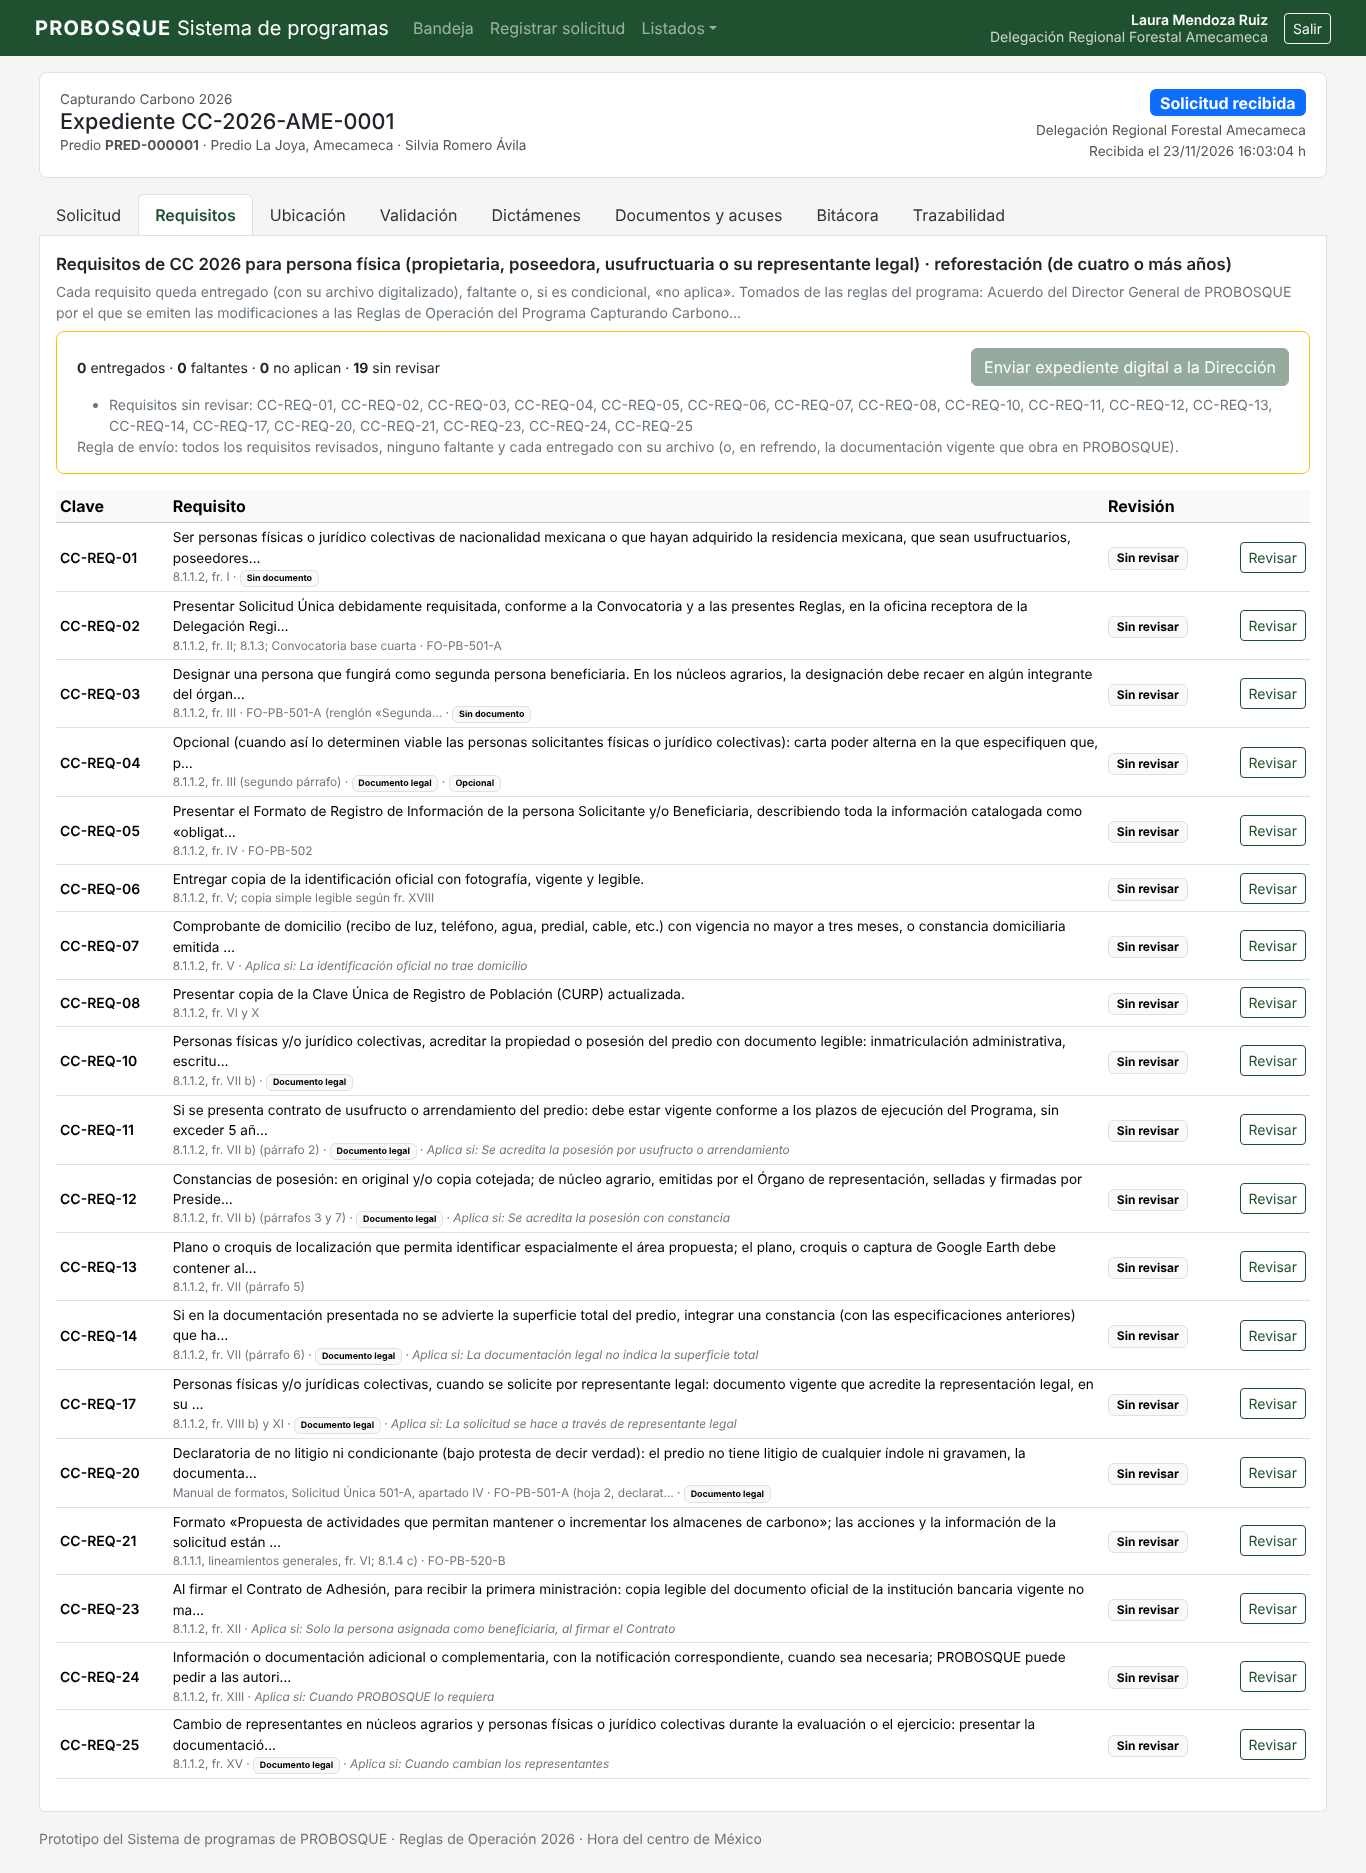 PROBOSQUE Sistema de programas Bandeja Registrar solicitud Listados
Laura Mendoza Ruiz
Delegación Regional Forestal Amecameca
Salir
Capturando Carbono 2026
Expediente CC-2026-AME-0001
Predio PRED-000001 · Predio La Joya, Amecameca · Silvia Romero Ávila
Solicitud recibida
Delegación Regional Forestal Amecameca
Recibida el 23/11/2026 16:03:04 h
Solicitud Requisitos Ubicación Validación Dictámenes Documentos y acuses Bitácora Trazabilidad
Requisitos de CC 2026 para persona física (propietaria, poseedora, usufructuaria o su representante legal) · reforestación (de cuatro o más años)
Cada requisito queda entregado (con su archivo digitalizado), faltante o, si es condicional, «no aplica». Tomados de las reglas del programa: Acuerdo del Director General de PROBOSQUE
por el que se emiten las modificaciones a las Reglas de Operación del Programa Capturando Carbono...
0 entregados · 0 faltantes · 0 no aplican · 19 sin revisar
Enviar expediente digital a la Dirección
• Requisitos sin revisar: CC-REQ-01, CC-REQ-02, CC-REQ-03, CC-REQ-04, CC-REQ-05, CC-REQ-06, CC-REQ-07, CC-REQ-08, CC-REQ-10, CC-REQ-11, CC-REQ-12, CC-REQ-13,
CC-REQ-14, CC-REQ-17, CC-REQ-20, CC-REQ-21, CC-REQ-23, CC-REQ-24, CC-REQ-25
Regla de envío: todos los requisitos revisados, ninguno faltante y cada entregado con su archivo (o, en refrendo, la documentación vigente que obra en PROBOSQUE).
Clave Requisito Revisión
CC-REQ-01
Ser personas físicas o jurídico colectivas de nacionalidad mexicana o que hayan adquirido la residencia mexicana, que sean usufructuarios,
poseedores...
8.1.1.2, fr. I · Sin documento
Sin revisar Revisar
CC-REQ-02
Presentar Solicitud Única debidamente requisitada, conforme a la Convocatoria y a las presentes Reglas, en la oficina receptora de la
Delegación Regi...
8.1.1.2, fr. II; 8.1.3; Convocatoria base cuarta · FO-PB-501-A
Sin revisar Revisar
CC-REQ-03
Designar una persona que fungirá como segunda persona beneficiaria. En los núcleos agrarios, la designación debe recaer en algún integrante
del órgan...
8.1.1.2, fr. III · FO-PB-501-A (renglón «Segunda... · Sin documento
Sin revisar Revisar
CC-REQ-04
Opcional (cuando así lo determinen viable las personas solicitantes físicas o jurídico colectivas): carta poder alterna en la que especifiquen que,
p...
8.1.1.2, fr. III (segundo párrafo) · Documento legal · Opcional
Sin revisar Revisar
CC-REQ-05
Presentar el Formato de Registro de Información de la persona Solicitante y/o Beneficiaria, describiendo toda la información catalogada como
«obligat...
8.1.1.2, fr. IV · FO-PB-502
Sin revisar Revisar
CC-REQ-06
Entregar copia de la identificación oficial con fotografía, vigente y legible.
8.1.1.2, fr. V; copia simple legible según fr. XVIII
Sin revisar Revisar
CC-REQ-07
Comprobante de domicilio (recibo de luz, teléfono, agua, predial, cable, etc.) con vigencia no mayor a tres meses, o constancia domiciliaria
emitida ...
8.1.1.2, fr. V · Aplica si: La identificación oficial no trae domicilio
Sin revisar Revisar
CC-REQ-08
Presentar copia de la Clave Única de Registro de Población (CURP) actualizada.
8.1.1.2, fr. VI y X
Sin revisar Revisar
CC-REQ-10
Personas físicas y/o jurídico colectivas, acreditar la propiedad o posesión del predio con documento legible: inmatriculación administrativa,
escritu...
8.1.1.2, fr. VII b) · Documento legal
Sin revisar Revisar
CC-REQ-11
Si se presenta contrato de usufructo o arrendamiento del predio: debe estar vigente conforme a los plazos de ejecución del Programa, sin
exceder 5 añ...
8.1.1.2, fr. VII b) (párrafo 2) · Documento legal · Aplica si: Se acredita la posesión por usufructo o arrendamiento
Sin revisar Revisar
CC-REQ-12
Constancias de posesión: en original y/o copia cotejada; de núcleo agrario, emitidas por el Órgano de representación, selladas y firmadas por
Preside...
8.1.1.2, fr. VII b) (párrafos 3 y 7) · Documento legal · Aplica si: Se acredita la posesión con constancia
Sin revisar Revisar
CC-REQ-13
Plano o croquis de localización que permita identificar espacialmente el área propuesta; el plano, croquis o captura de Google Earth debe
contener al...
8.1.1.2, fr. VII (párrafo 5)
Sin revisar Revisar
CC-REQ-14
Si en la documentación presentada no se advierte la superficie total del predio, integrar una constancia (con las especificaciones anteriores)
que ha...
8.1.1.2, fr. VII (párrafo 6) · Documento legal · Aplica si: La documentación legal no indica la superficie total
Sin revisar Revisar
CC-REQ-17
Personas físicas y/o jurídicas colectivas, cuando se solicite por representante legal: documento vigente que acredite la representación legal, en
su ...
8.1.1.2, fr. VIII b) y XI · Documento legal · Aplica si: La solicitud se hace a través de representante legal
Sin revisar Revisar
CC-REQ-20
Declaratoria de no litigio ni condicionante (bajo protesta de decir verdad): el predio no tiene litigio de cualquier índole ni gravamen, la
documenta...
Manual de formatos, Solicitud Única 501-A, apartado IV · FO-PB-501-A (hoja 2, declarat... · Documento legal
Sin revisar Revisar
CC-REQ-21
Formato «Propuesta de actividades que permitan mantener o incrementar los almacenes de carbono»; las acciones y la información de la
solicitud están ...
8.1.1.1, lineamientos generales, fr. VI; 8.1.4 c) · FO-PB-520-B
Sin revisar Revisar
CC-REQ-23
Al firmar el Contrato de Adhesión, para recibir la primera ministración: copia legible del documento oficial de la institución bancaria vigente no
ma...
8.1.1.2, fr. XII · Aplica si: Solo la persona asignada como beneficiaria, al firmar el Contrato
Sin revisar Revisar
CC-REQ-24
Información o documentación adicional o complementaria, con la notificación correspondiente, cuando sea necesaria; PROBOSQUE puede
pedir a las autori...
8.1.1.2, fr. XIII · Aplica si: Cuando PROBOSQUE lo requiera
Sin revisar Revisar
CC-REQ-25
Cambio de representantes en núcleos agrarios y personas físicas o jurídico colectivas durante la evaluación o el ejercicio: presentar la
documentació...
8.1.1.2, fr. XV · Documento legal · Aplica si: Cuando cambian los representantes
Sin revisar Revisar
Prototipo del Sistema de programas de PROBOSQUE · Reglas de Operación 2026 · Hora del centro de México